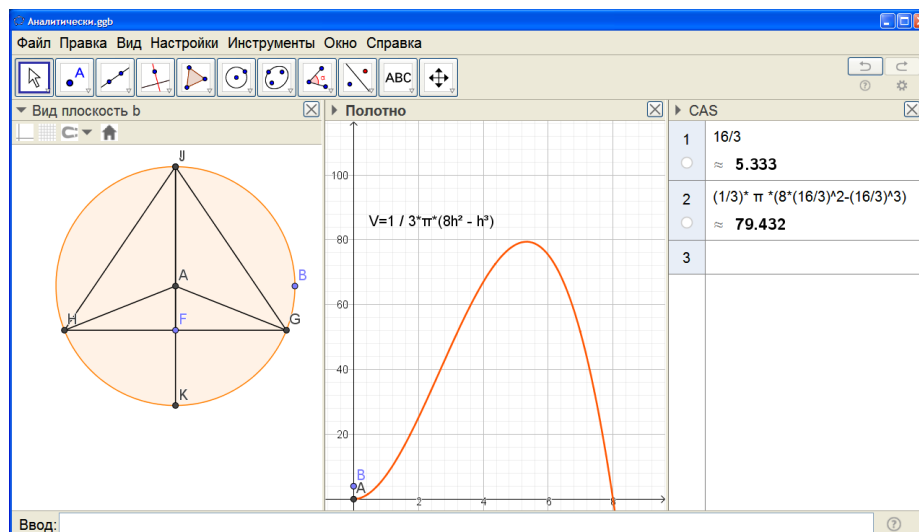 Аналитически.ggb
Файл Правка Вид Настройки Инструменты Окно Справка
A
α
ABC
Вид плоскость b
J
A
B
H
F
G
K
Полотно
100
V=1 / 3*π*(8h² - h³)
80
60
40
20
B
A
2
4
6
8
CAS
1
16/3
≈ 5.333
2
(1/3)* π *(8*(16/3)^2-(16/3)^3)
≈ 79.432
3
Ввод: